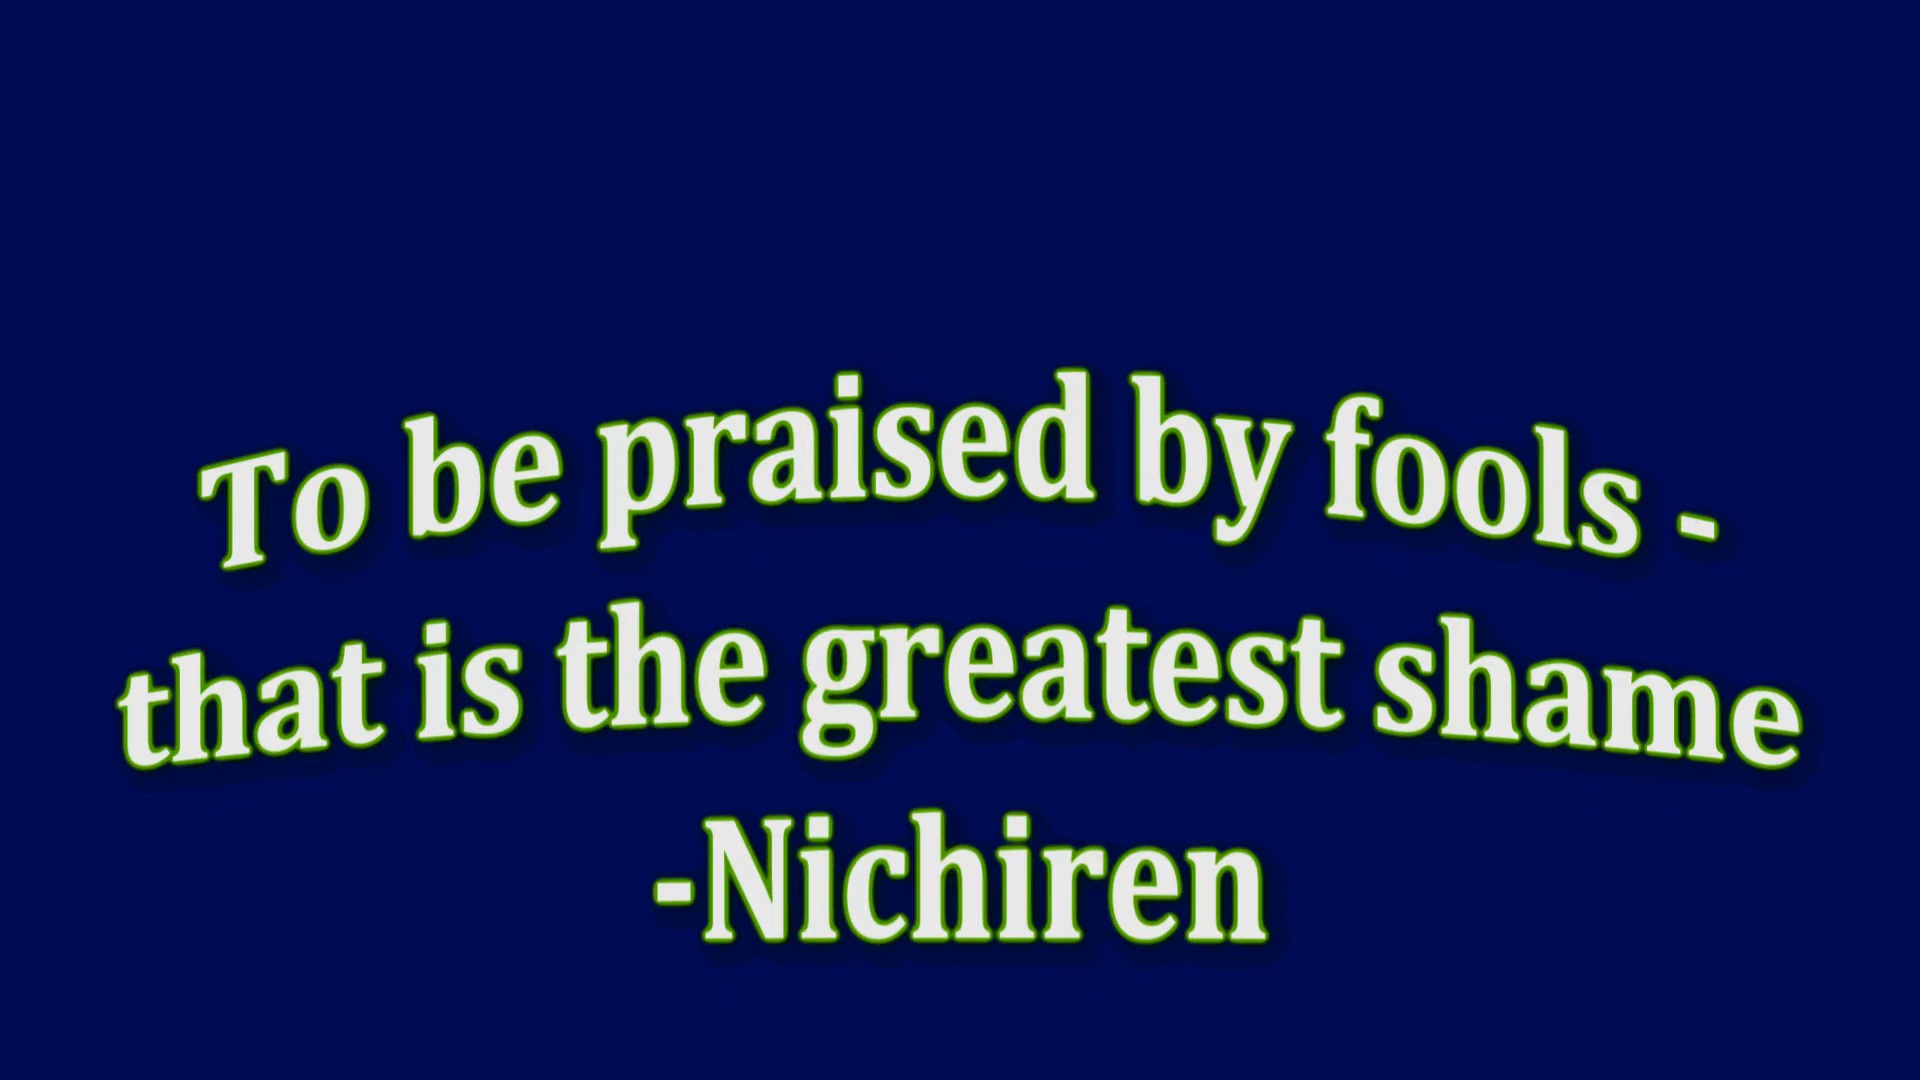 To be praised by fools -
that is the greatest shame
-Nichiren